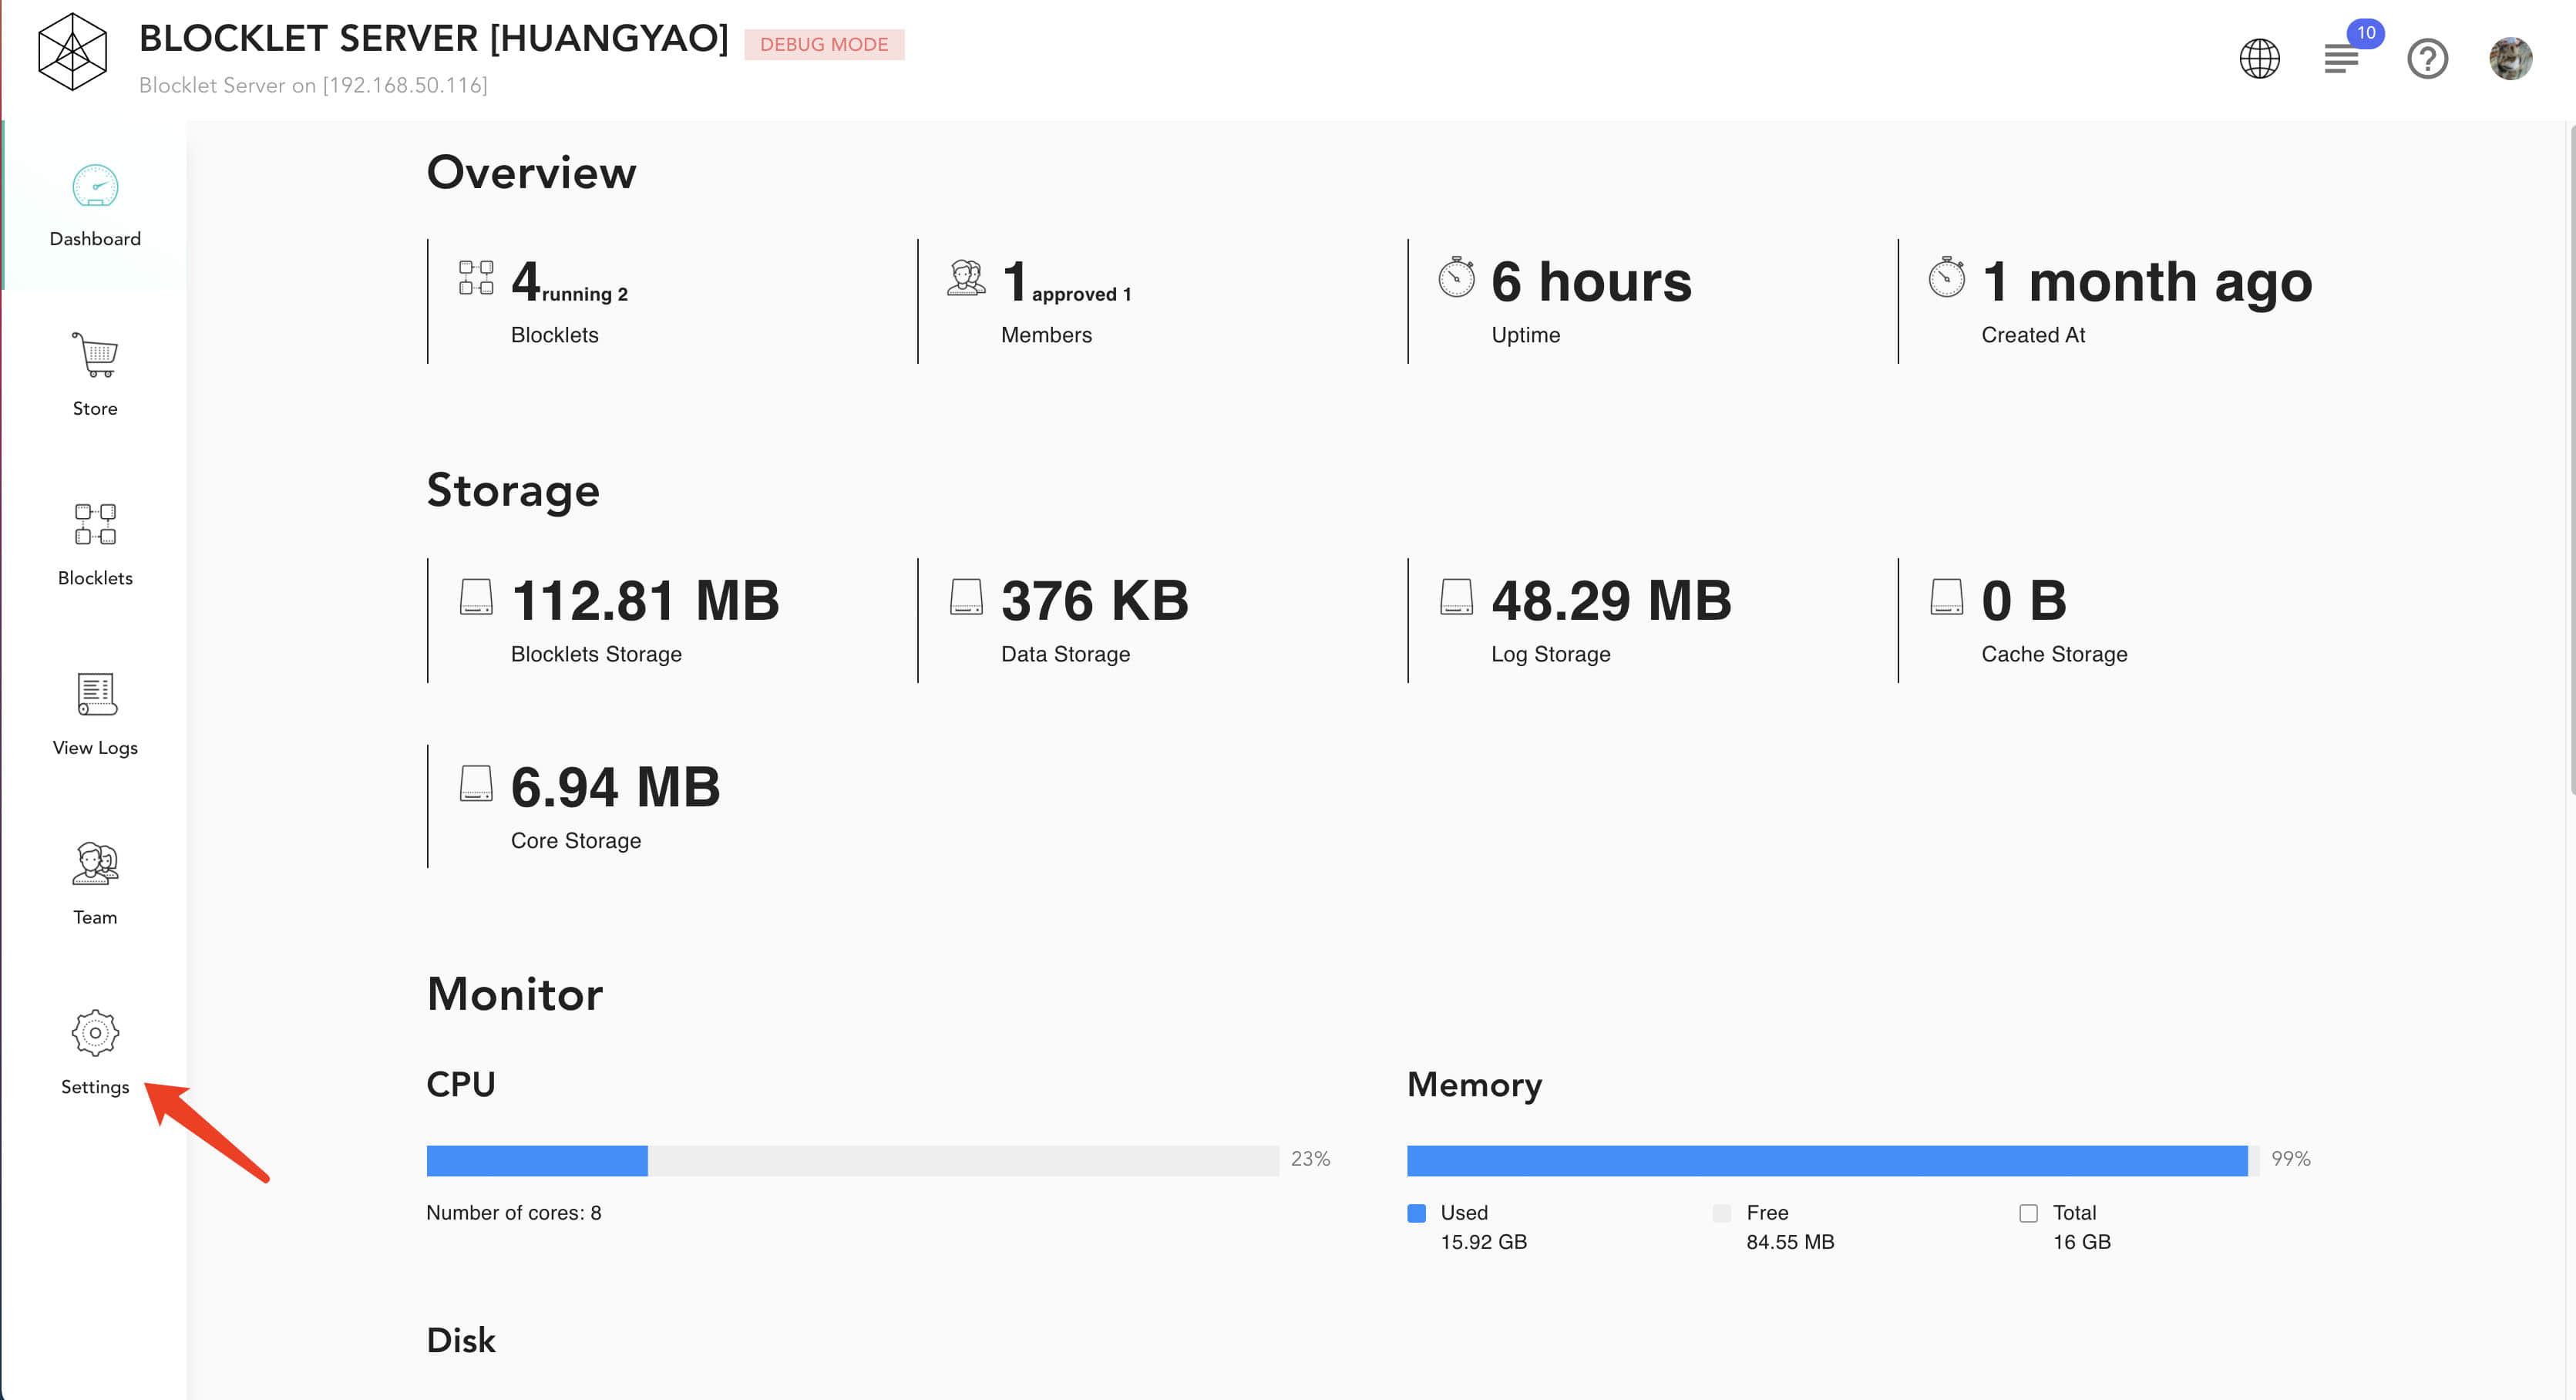 BLOCKLET SERVER [HUANGYAO] DEBUG MODE
Blocklet Server on [192.168.50.116]
10
Dashboard
Store
Blocklets
View Logs
Team
Settings
Overview
4 running 2
Blocklets
1 approved 1
Members
6 hours
Uptime
1 month ago
Created At
Storage
112.81 MB
Blocklets Storage
376 KB
Data Storage
48.29 MB
Log Storage
0 B
Cache Storage
6.94 MB
Core Storage
Monitor
CPU
23%
Number of cores: 8
Memory
99%
Used
15.92 GB
Free
84.55 MB
Total
16 GB
Disk